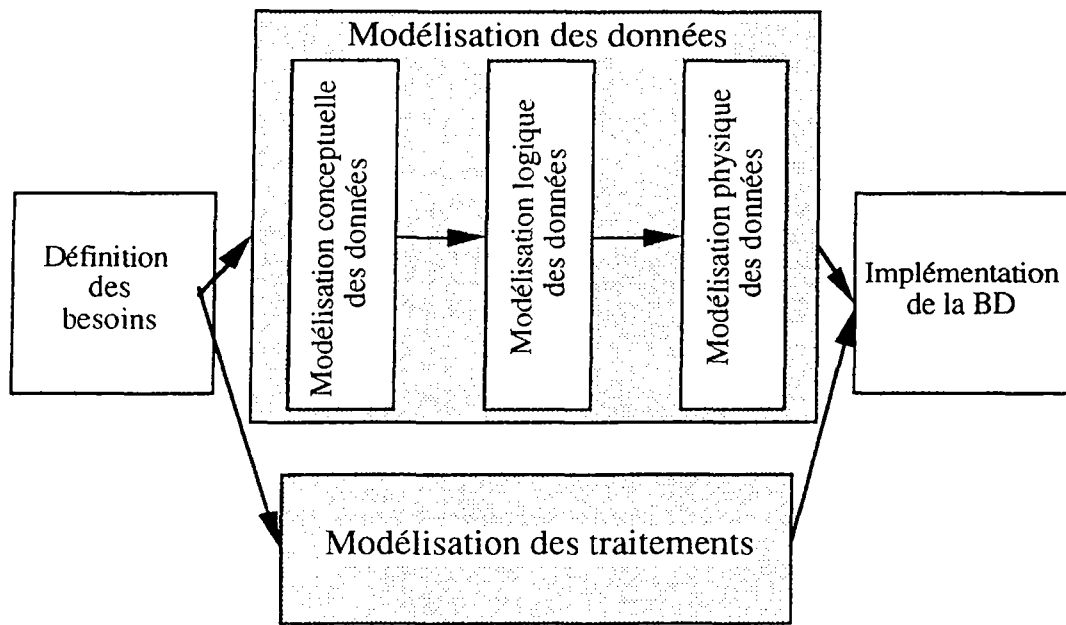 Modélisation des données
Modélisation conceptuelle
des données
Modélisation logique
des données
Modélisation physique
des données
Définition
des
besoins
Implémentation
de la BD
Modélisation des traitements